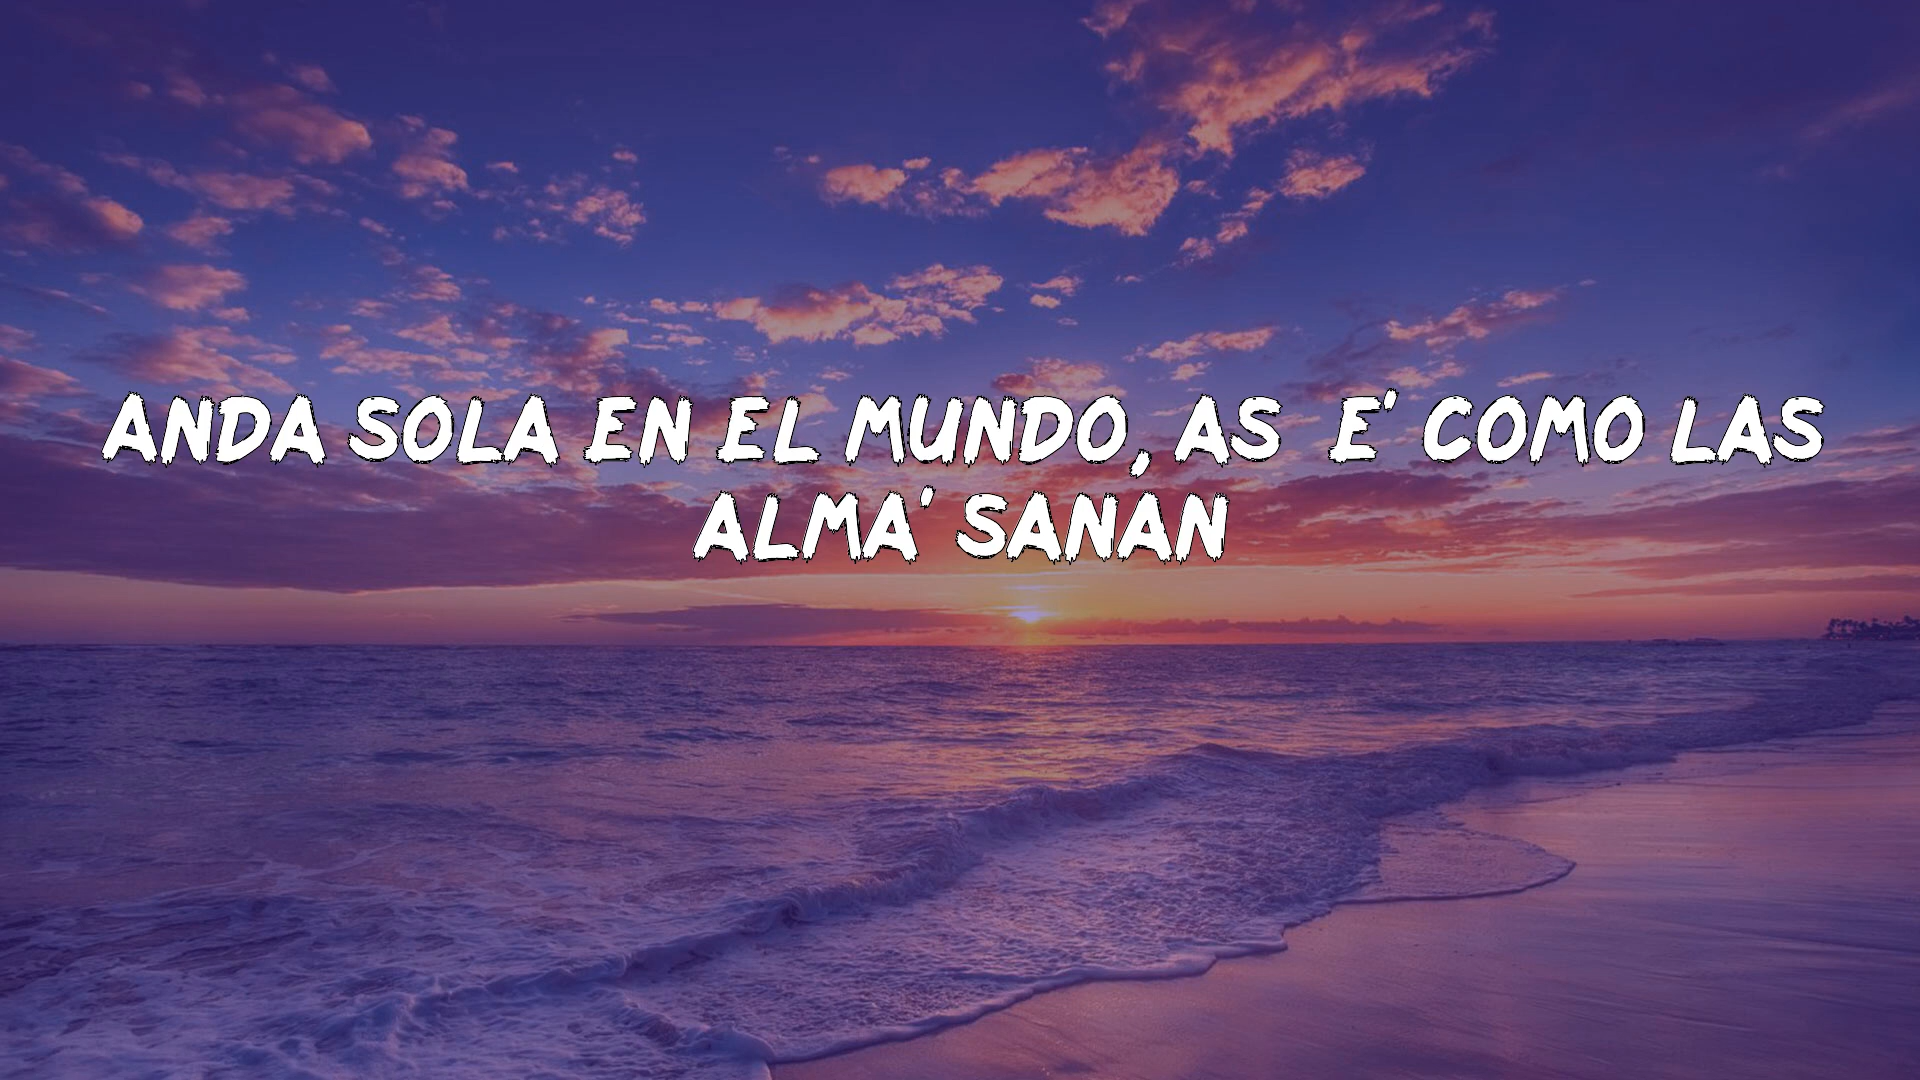 ANDA SOLA EN EL MUNDO, AS  E' COMO LAS
ALMA' SANAN